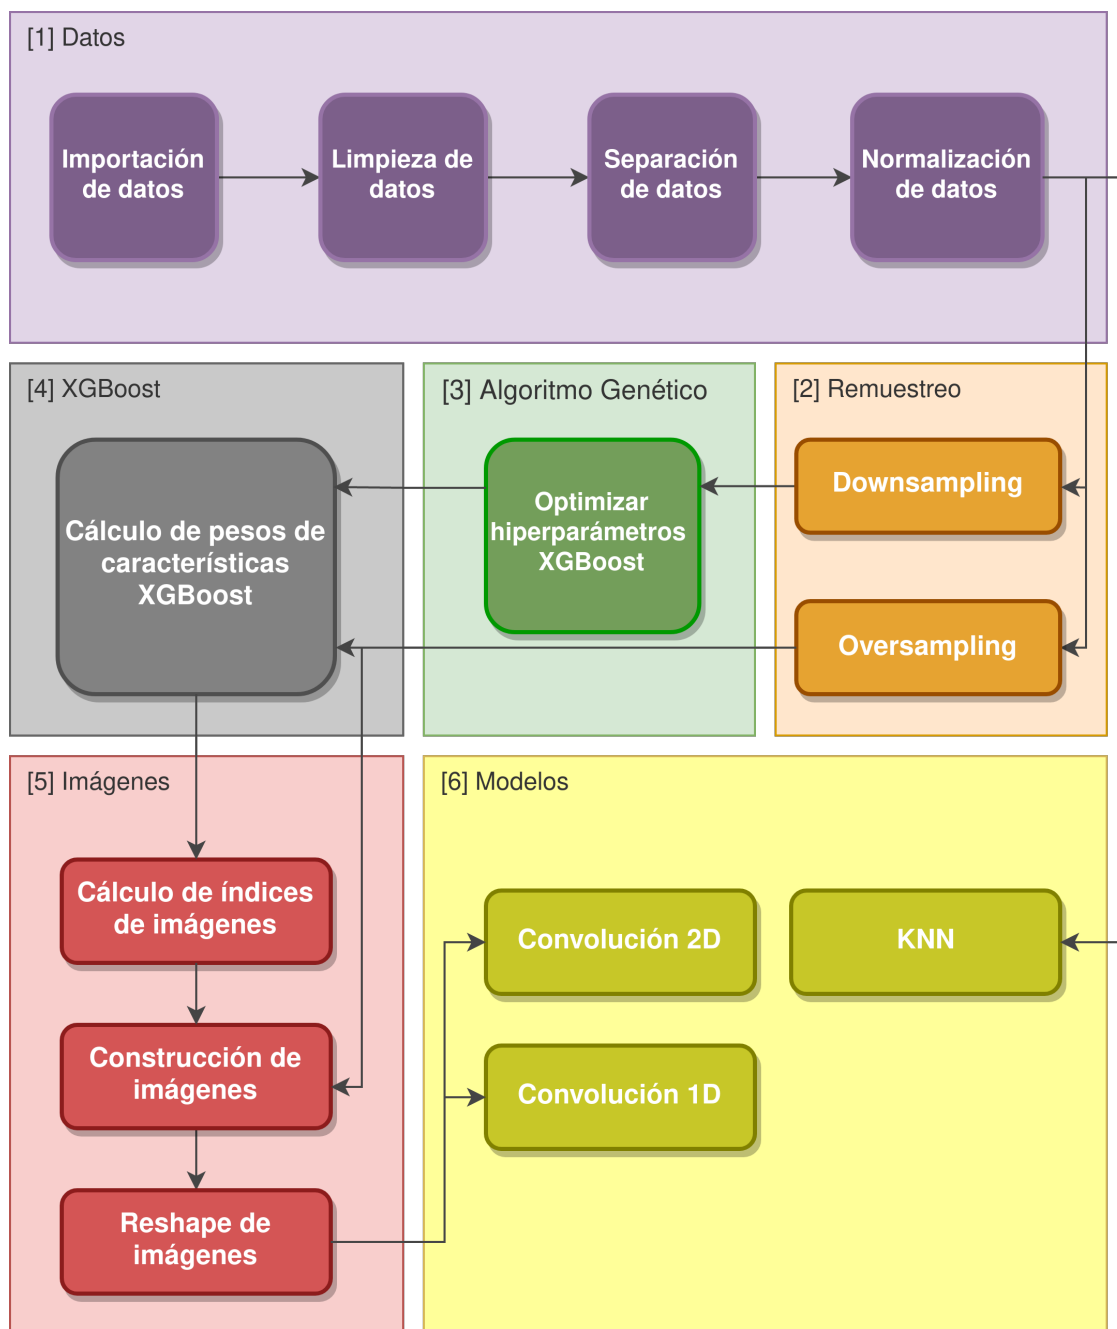 [1] Datos
Importación
de datos
Limpieza de
datos
Separación
de datos
Normalización
de datos
[4] XGBoost
Cálculo de pesos de
características
XGBoost
[3] Algoritmo Genético
Optimizar
hiperparámetros
XGBoost
[2] Remuestreo
Downsampling
Oversampling
[5] Imágenes
Cálculo de índices
de imágenes
Construcción de
imágenes
Reshape de
imágenes
[6] Modelos
Convolución 2D
KNN
Convolución 1D